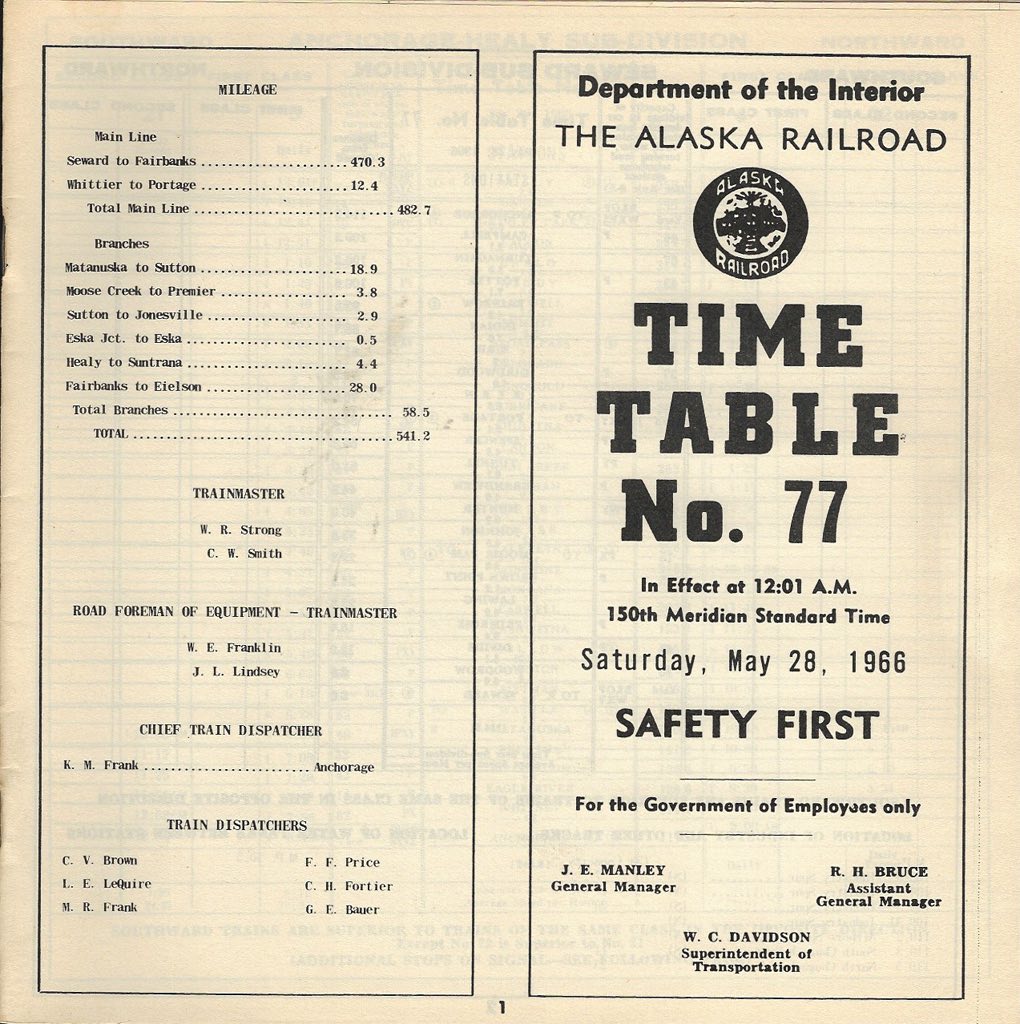 MILEAGE
Main Line
Seward to Fairbanks ..................... 470.3
Whittier to Portage ..................... 12.4
Total Main Line ............................. 482.7
Branches
Matanuska to Sutton ..................... 18.9
Moose Creek to Premier .................. 3.8
Sutton to Jonesville .................... 2.9
Eska Jct. to Eska ....................... 0.5
Healy to Suntrana ....................... 4.4
Fairbanks to Eielson .................... 28.0
Total Branches ................................ 58.5
TOTAL ...................................... 541.2
TRAINMASTER
W. R. Strong
C. W. Smith
ROAD FOREMAN OF EQUIPMENT - TRAINMASTER
W. E. Franklin
J. L. Lindsey
CHIEF TRAIN DISPATCHER
K. M. Frank ........................ Anchorage
TRAIN DISPATCHERS
C. V. Brown F. F. Price
L. E. LeQuire C. H. Fortier
M. R. Frank G. E. Bauer
Department of the Interior
THE ALASKA RAILROAD
ALASKA
RAILROAD
TIME
TABLE
No. 77
In Effect at 12:01 A.M.
150th Meridian Standard Time
Saturday, May 28, 1966
SAFETY FIRST
For the Government of Employes only
J. E. MANLEY
General Manager
R. H. BRUCE
Assistant
General Manager
W. C. DAVIDSON
Superintendent of
Transportation
1